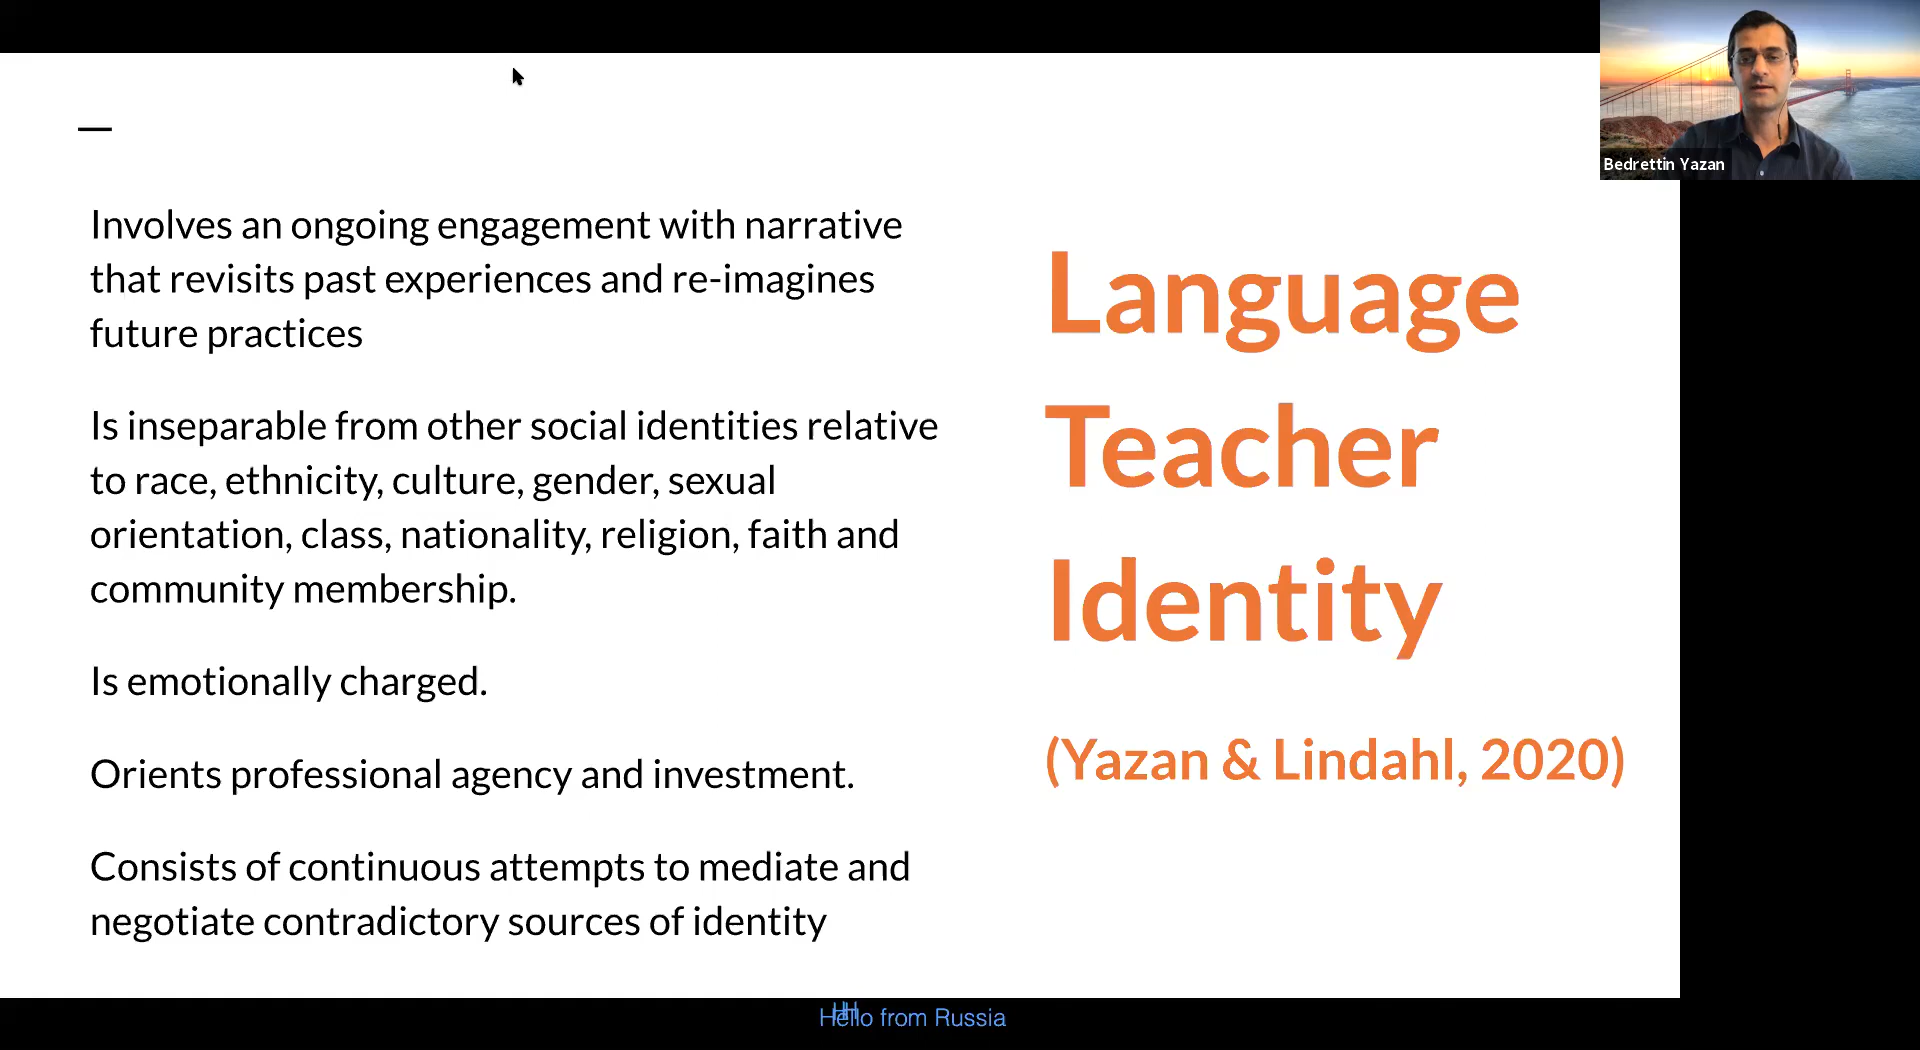 Involves an ongoing engagement with narrative
that revisits past experiences and re-imagines
future practices
Is inseparable from other social identities relative
to race, ethnicity, culture, gender, sexual
orientation, class, nationality, religion, faith and
community membership.
Is emotionally charged.
Orients professional agency and investment.
Consists of continuous attempts to mediate and
negotiate contradictory sources of identity
Language
Teacher
Identity
(Yazan & Lindahl, 2020)
Bedrettin Yazan
Hello from Russia